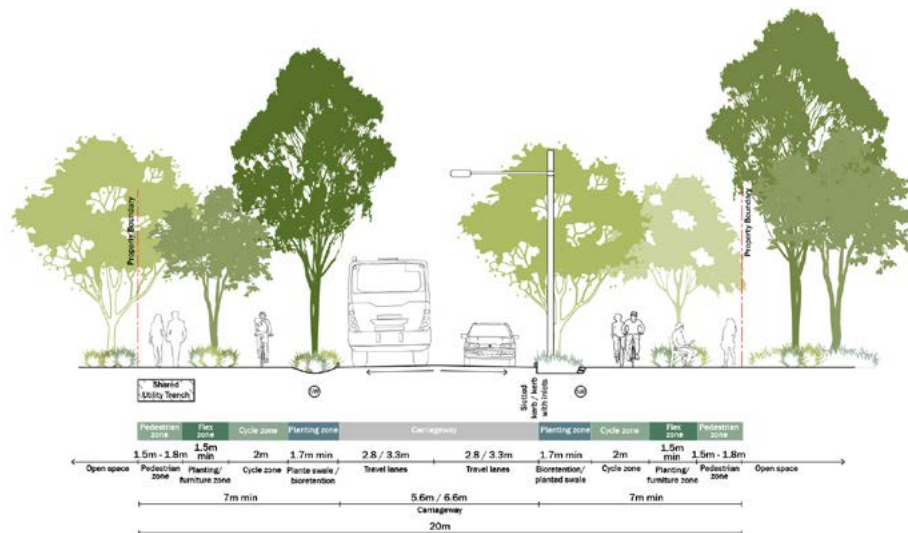 Property Boundary
Property Boundary
Shared
Utility Trench
SW
Slotted
kerb / kerb
with inlets
SW
Pedestrian
zone
Flex
zone
Cycle zone
Planting zone
Carriageway
Planting zone
Cycle zone
Flex
zone
Pedestrian
zone
1.5m - 1.8m
1.5m
min
2m
1.7m min
2.8 / 3.3m
2.8 / 3.3m
1.7m min
2m
1.5m
min
1.5m - 1.8m
Open space
Pedestrian
zone
Planting/
furniture zone
Cycle zone
Plante swale /
bioretention
Travel lanes
Travel lanes
Bioretention/
planted swale
Cycle zone
Planting/
furniture zone
Pedestrian
zone
Open space
7m min
5.6m / 6.6m
7m min
Carriageway
20m